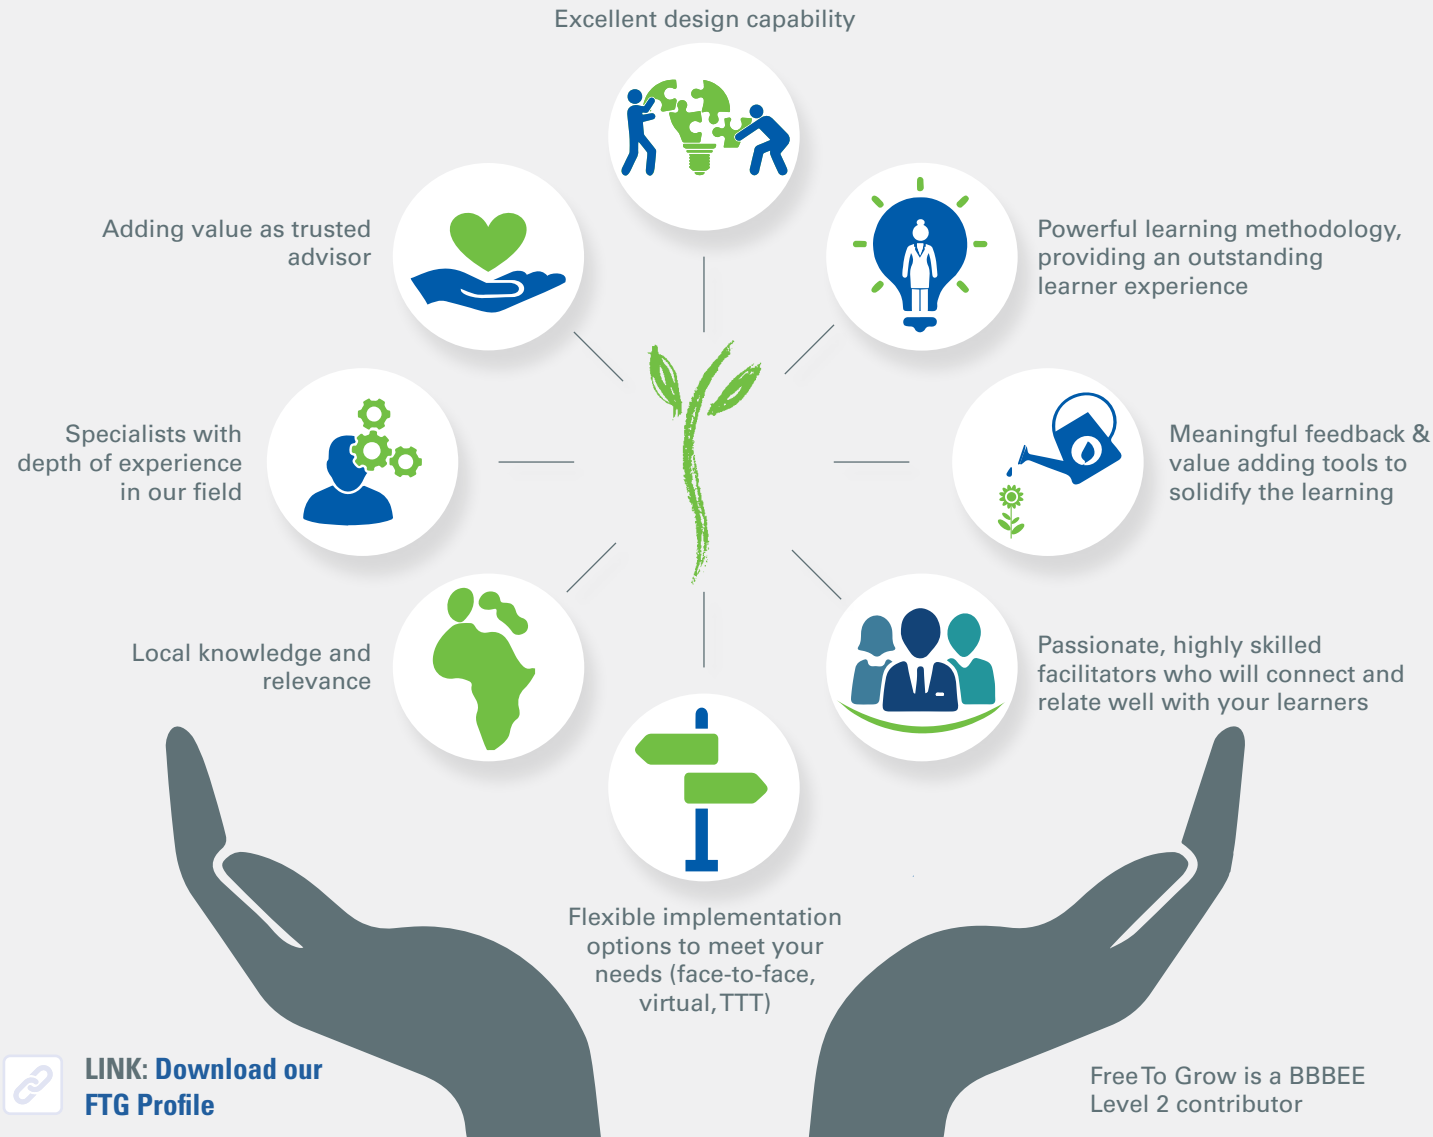 Excellent design capability
Adding value as trusted
advisor
Powerful learning methodology,
providing an outstanding
learner experience
Specialists with
depth of experience
in our field
Meaningful feedback &
value adding tools to
solidify the learning
Local knowledge and
relevance
Passionate, highly skilled
facilitators who will connect and
relate well with your learners
Flexible implementation
options to meet your
needs (face-to-face,
virtual, TTT)
LINK: Download our
FTG Profile
Free To Grow is a BBBEE
Level 2 contributor